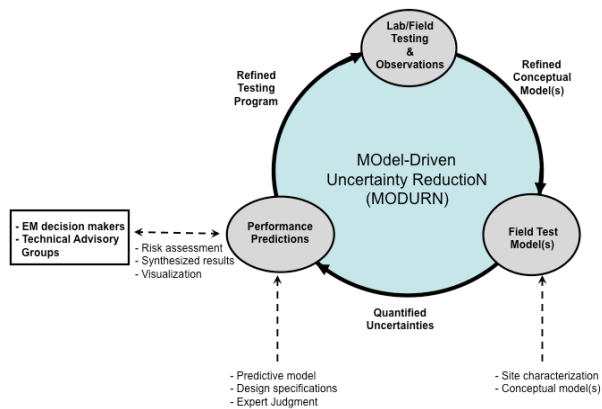 Lab/Field
Testing
&
Observations
Refined
Testing
Program
Refined
Conceptual
Model(s)
MOdel-Driven
Uncertainty ReductioN
(MODURN)
- EM decision makers
- Technical Advisory
Groups
- Risk assessment
- Synthesized results
- Visualization
Performance
Predictions
Field Test
Model(s)
Quantified
Uncertainties
- Predictive model
- Design specifications
- Expert Judgment
- Site characterization
- Conceptual model(s)